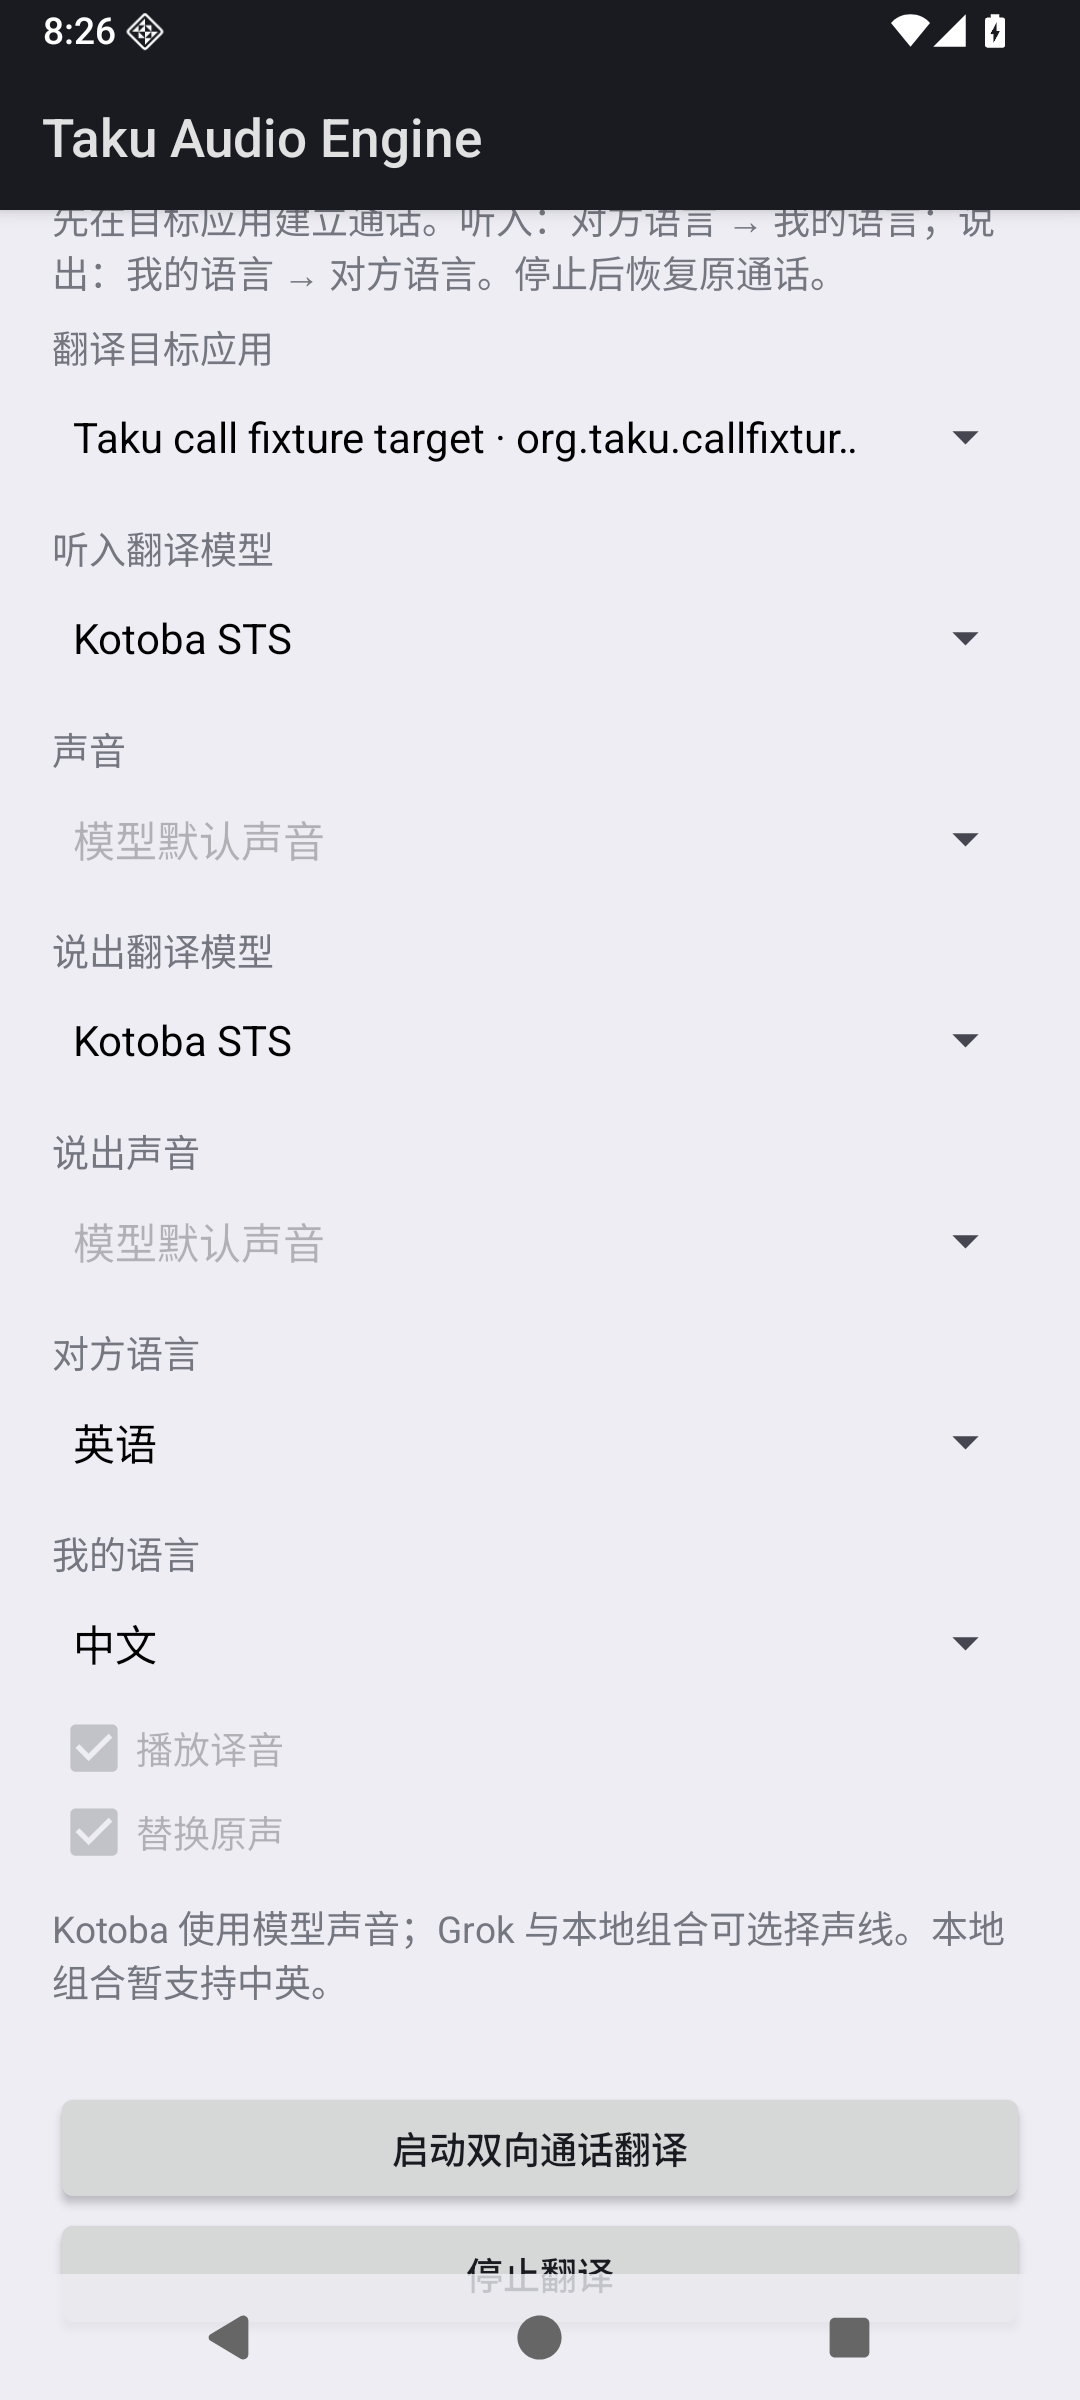 8:26
Taku Audio Engine
先在目标应用建立通话。听入：对方语言 → 我的语言；说
出：我的语言 → 对方语言。停止后恢复原通话。
翻译目标应用
Taku call fixture target · org.taku.callfixtur..
听入翻译模型
Kotoba STS
声音
模型默认声音
说出翻译模型
Kotoba STS
说出声音
模型默认声音
对方语言
英语
我的语言
中文
播放译音
替换原声
Kotoba 使用模型声音；Grok 与本地组合可选择声线。本地
组合暂支持中英。
启动双向通话翻译
停止翻译